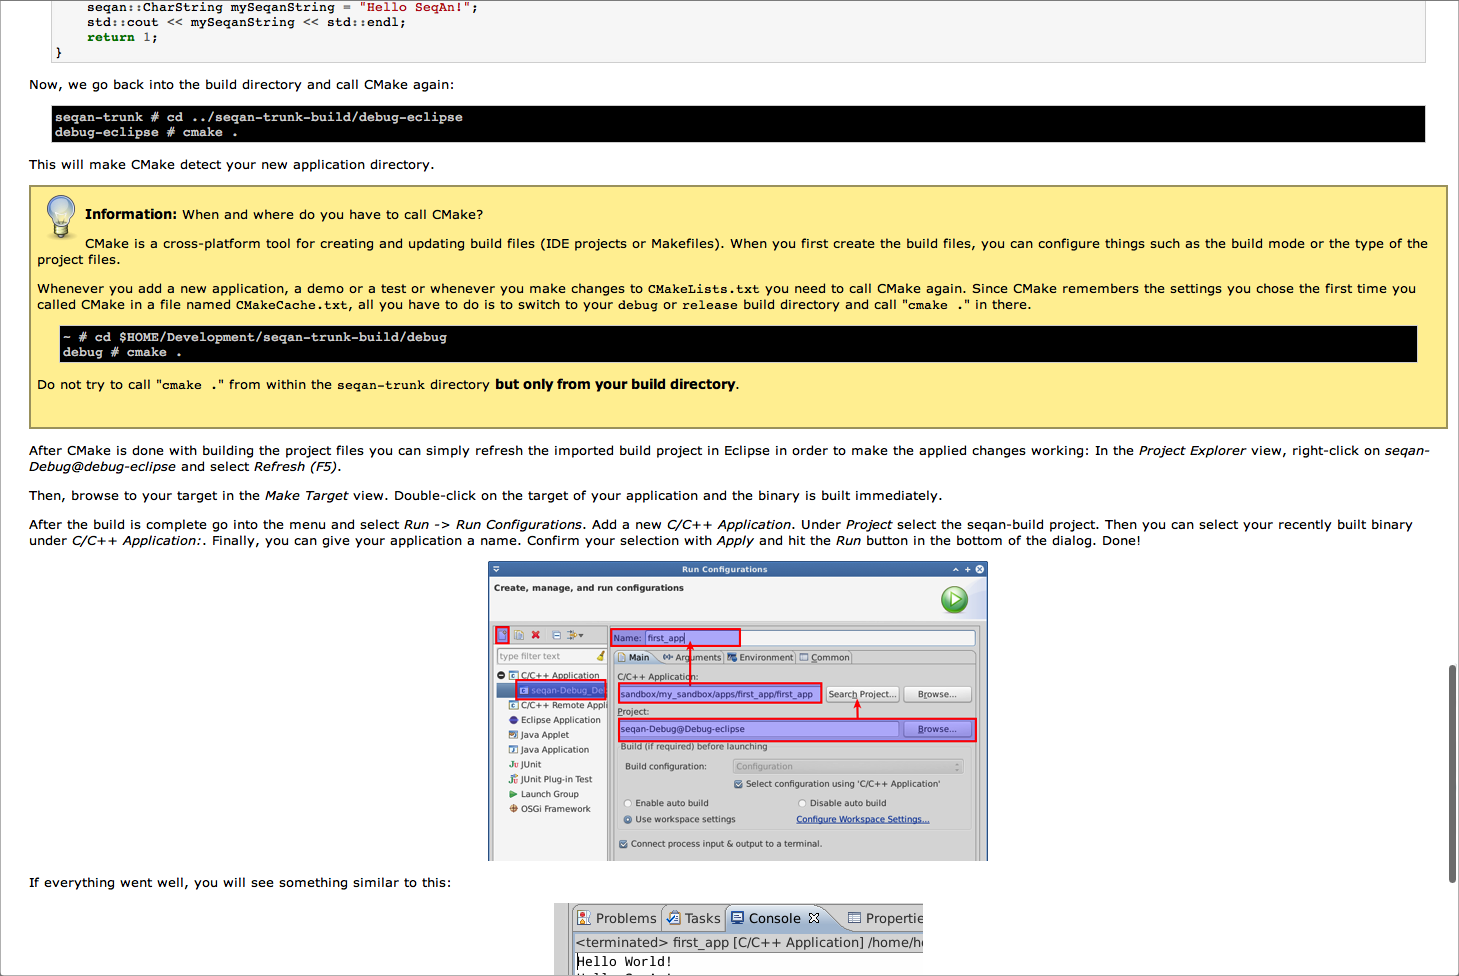 seqan::CharString mySeqanString = "Hello SeqAn!";
std::cout << mySeqanString << std::endl;
return 1;
}
Now, we go back into the build directory and call CMake again:
seqan-trunk # cd ../seqan-trunk-build/debug-eclipse
debug-eclipse # cmake .
This will make CMake detect your new application directory.
Information: When and where do you have to call CMake?
CMake is a cross-platform tool for creating and updating build files (IDE projects or Makefiles). When you first create the build files, you can configure things such as the build mode or the type of the
project files.
Whenever you add a new application, a demo or a test or whenever you make changes to CMakeLists.txt you need to call CMake again. Since CMake remembers the settings you chose the first time you
called CMake in a file named CMakeCache.txt, all you have to do is to switch to your debug or release build directory and call "cmake ." in there.
~ # cd $HOME/Development/seqan-trunk-build/debug
debug # cmake .
Do not try to call "cmake ." from within the seqan-trunk directory but only from your build directory.
After CMake is done with building the project files you can simply refresh the imported build project in Eclipse in order to make the applied changes working: In the Project Explorer view, right-click on seqan-
Debug@debug-eclipse and select Refresh (F5).
Then, browse to your target in the Make Target view. Double-click on the target of your application and the binary is built immediately.
After the build is complete go into the menu and select Run -> Run Configurations. Add a new C/C++ Application. Under Project select the seqan-build project. Then you can select your recently built binary
under C/C++ Application:. Finally, you can give your application a name. Confirm your selection with Apply and hit the Run button in the bottom of the dialog. Done!
Run Configurations
Create, manage, and run configurations
Name: first_app
type filter text
Main Arguments Environment Common
C/C++ Application
C/C++ Application:
seqan-Debug_De
sandbox/my_sandbox/apps/first_app/first_app Search Project... Browse...
C/C++ Remote Appli
Project:
Eclipse Application
seqan-Debug@Debug-eclipse Browse...
Java Applet
Build (if required) before launching
Java Application
JUnit
Build configuration: Configuration
JUnit Plug-in Test
Select configuration using 'C/C++ Application'
Launch Group
Enable auto build Disable auto build
OSGi Framework
Use workspace settings Configure Workspace Settings...
Connect process input & output to a terminal.
If everything went well, you will see something similar to this:
Problems Tasks Console Propertie
<terminated> first_app [C/C++ Application] /home/h
Hello World!